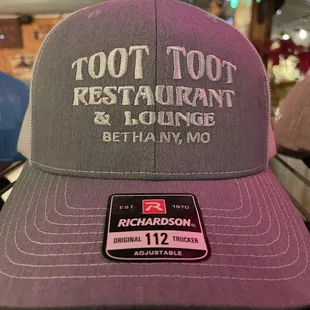 TOOT TOOT
RESTAURANT
& LOUNGE
BETHANY, MO
EST. R 1970
RICHARDSON®
ORIGINAL 112 TRUCKER
ADJUSTABLE